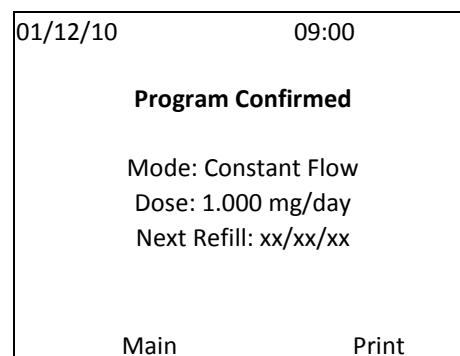 01/12/10 09:00
Program Confirmed
Mode: Constant Flow
Dose: 1.000 mg/day
Next Refill: xx/xx/xx
Main Print